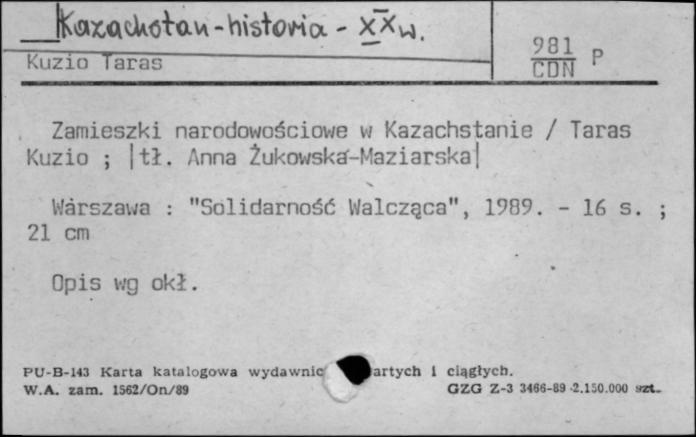 Kazachstan - historia - XX w.
Kuzio Taras
981 P
CDN
Zamieszki narodowościowe w Kazachstanie / Taras
Kuzio ; |tł. Anna Żukowska-Maziarska|
Warszawa : "Solidarność Walcząca", 1989. - 16 s. ;
21 cm
Opis wg okł.
PU-B-143 Karta katalogowa wydawnic artych i ciągłych.
W.A. zam. 1562/On/89 GZG Z-3 3466-89 2.150.000 szt.